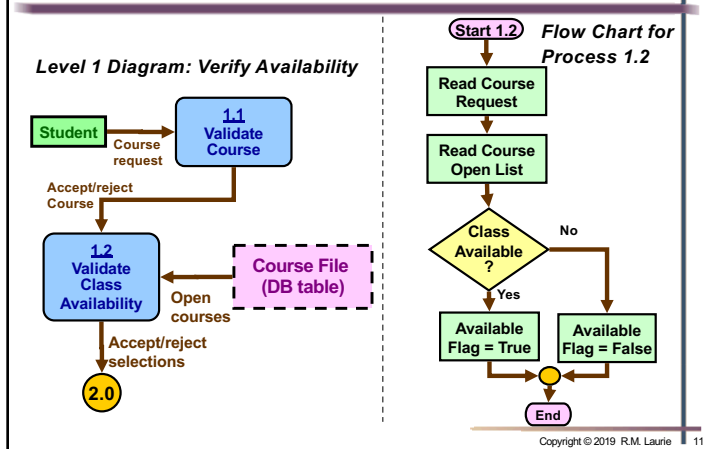 Level 1 Diagram: Verify Availability
Student
Course
request
1.1
Validate
Course
Accept/reject
Course
1.2
Validate
Class
Availability
Course File
(DB table)
Open
courses
Accept/reject
selections
2.0
Flow Chart for
Process 1.2
Start 1.2
Read Course
Request
Read Course
Open List
Class
Available
?
No
Yes
Available
Flag = True
Available
Flag = False
End
Copyright © 2019 R.M. Laurie 11